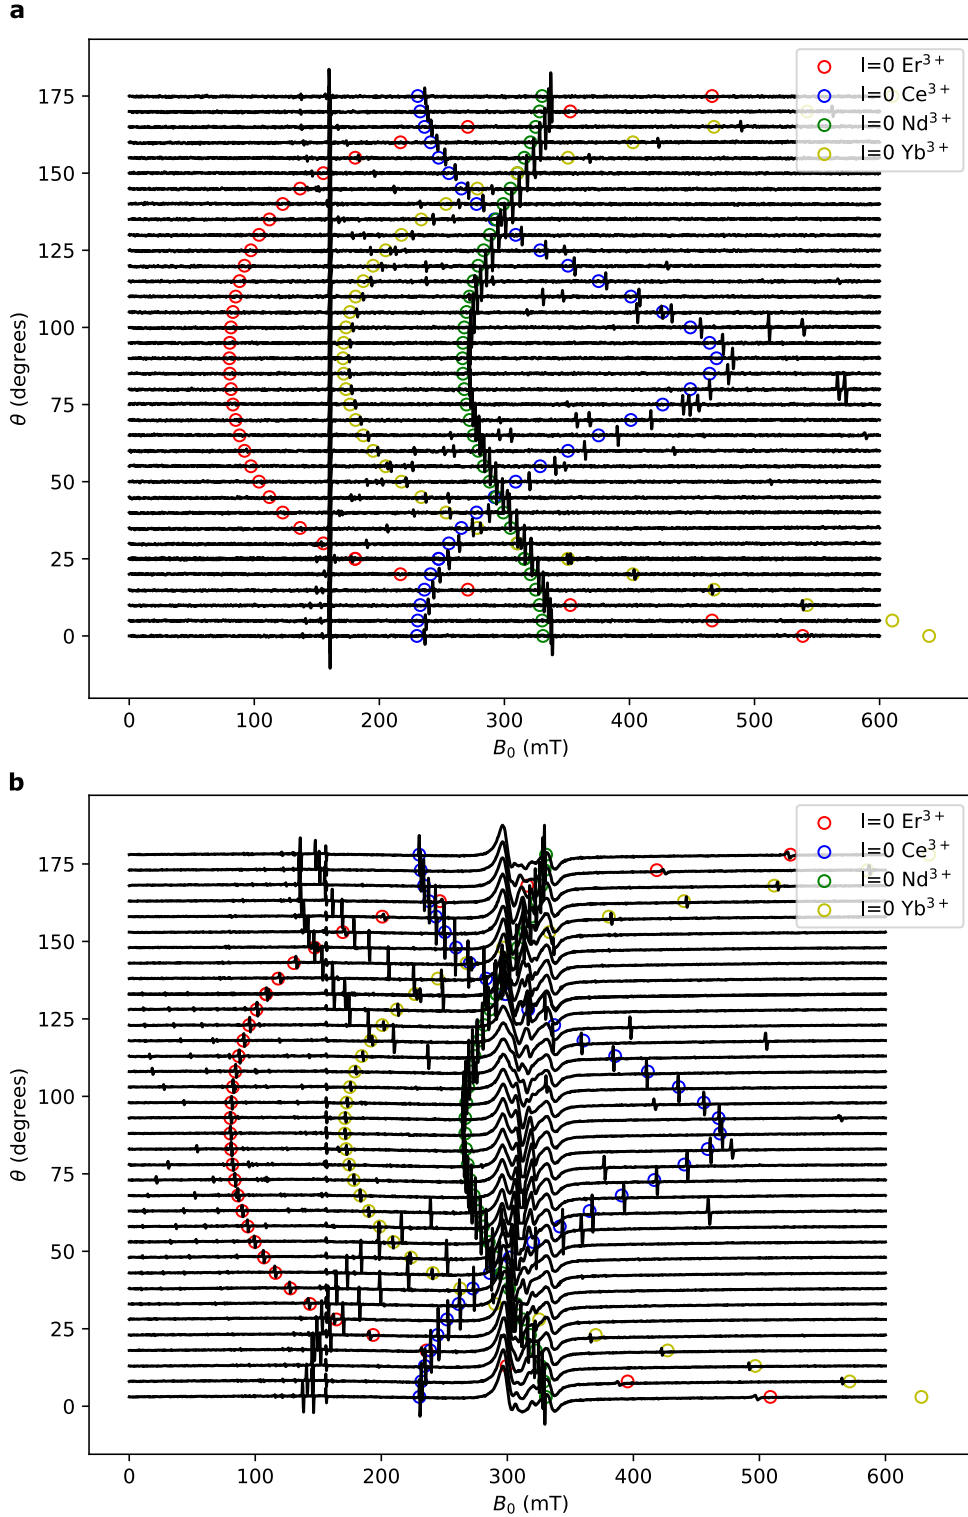 a
I=0 Er³⁺
I=0 Ce³⁺
I=0 Nd³⁺
I=0 Yb³⁺
175
150
125
100
75
50
25
0
θ (degrees)
0 100 200 300 400 500 600
B₀ (mT)
b
I=0 Er³⁺
I=0 Ce³⁺
I=0 Nd³⁺
I=0 Yb³⁺
175
150
125
100
75
50
25
0
θ (degrees)
0 100 200 300 400 500 600
B₀ (mT)